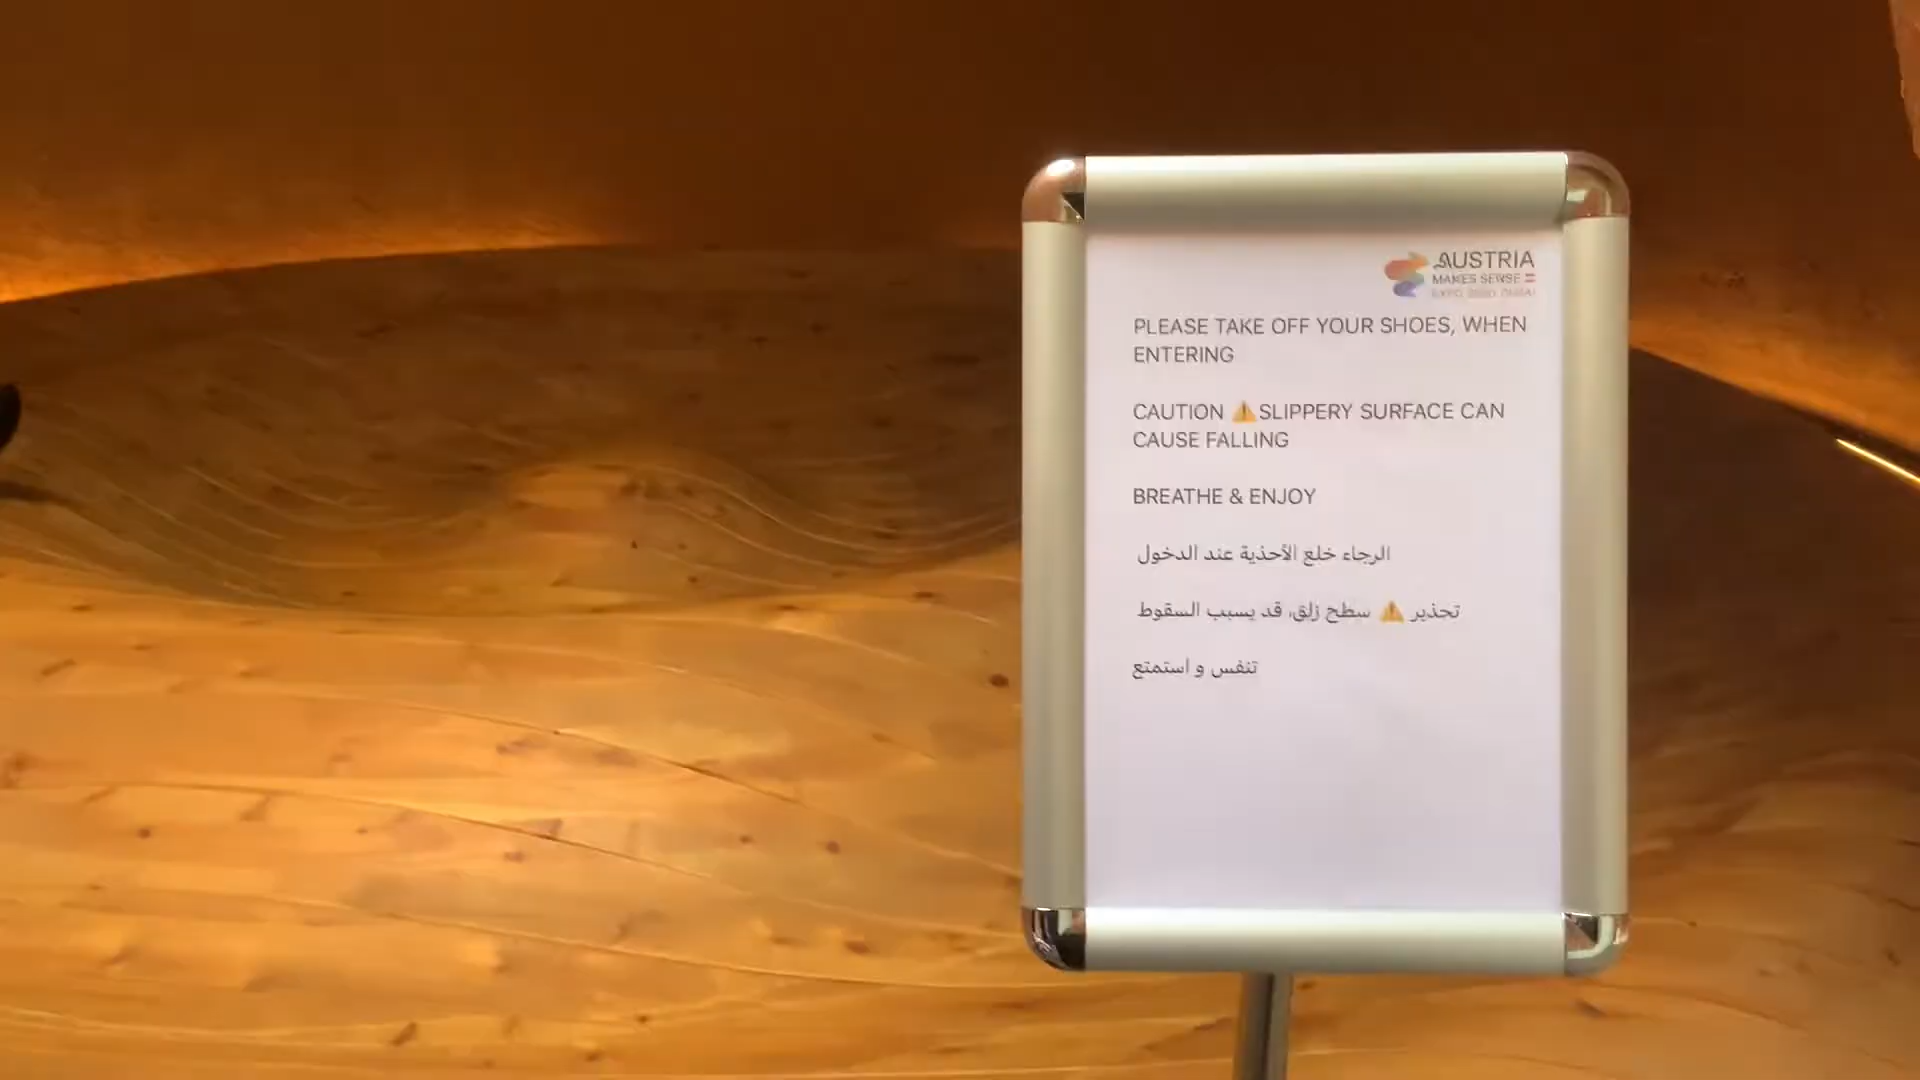 AUSTRIA
MAKES SENSE
EXPO 2020 DUBAI
PLEASE TAKE OFF YOUR SHOES, WHEN
ENTERING
CAUTION ⚠️SLIPPERY SURFACE CAN
CAUSE FALLING
BREATHE & ENJOY
الرجاء خلع الأحذية عند الدخول
تحذير ⚠️ سطح زلق، قد يسبب السقوط
تنفس و استمتع